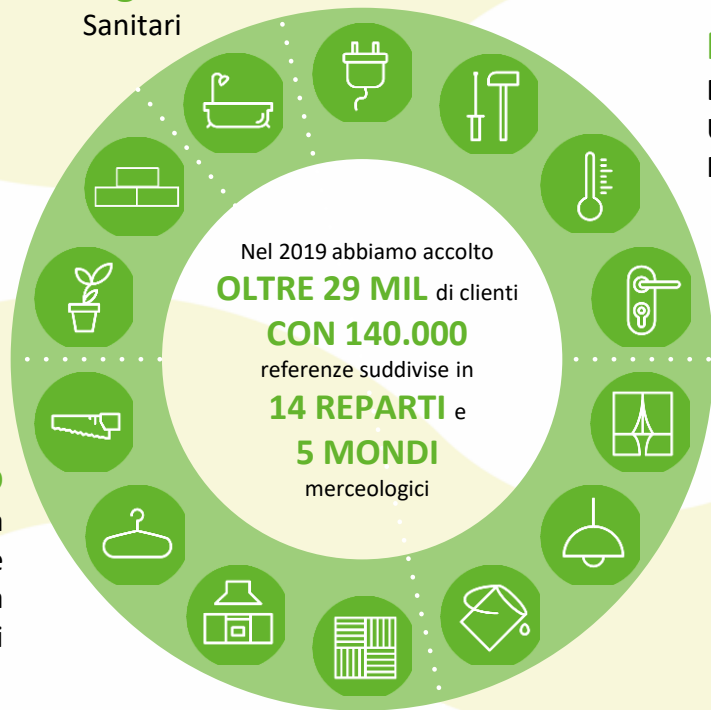 Sanitari
Nel 2019 abbiamo accolto
OLTRE 29 MIL di clienti
CON 140.000
referenze suddivise in
14 REPARTI e
5 MONDI
merceologici